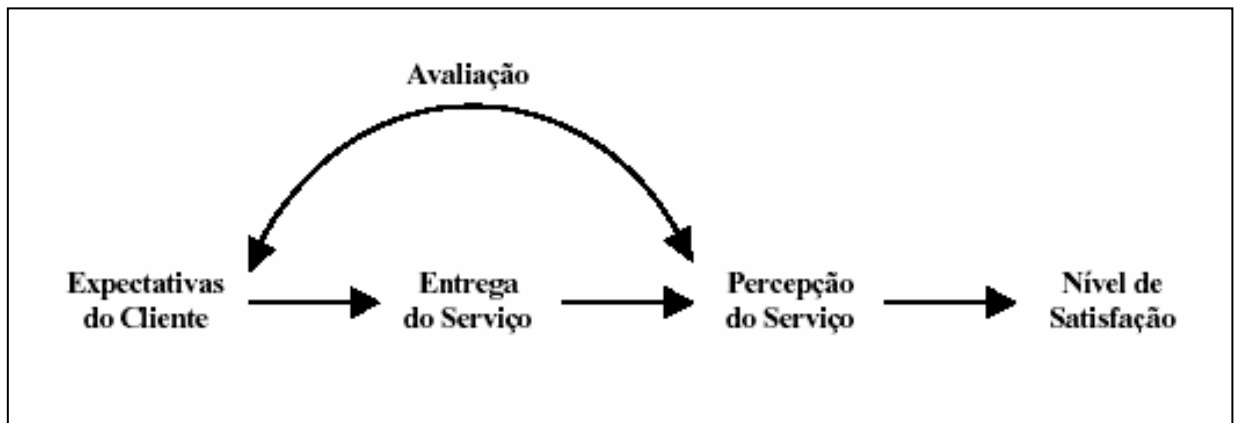 Avaliação
Expectativas
do Cliente
Entrega
do Serviço
Percepção
do Serviço
Nível de
Satisfação